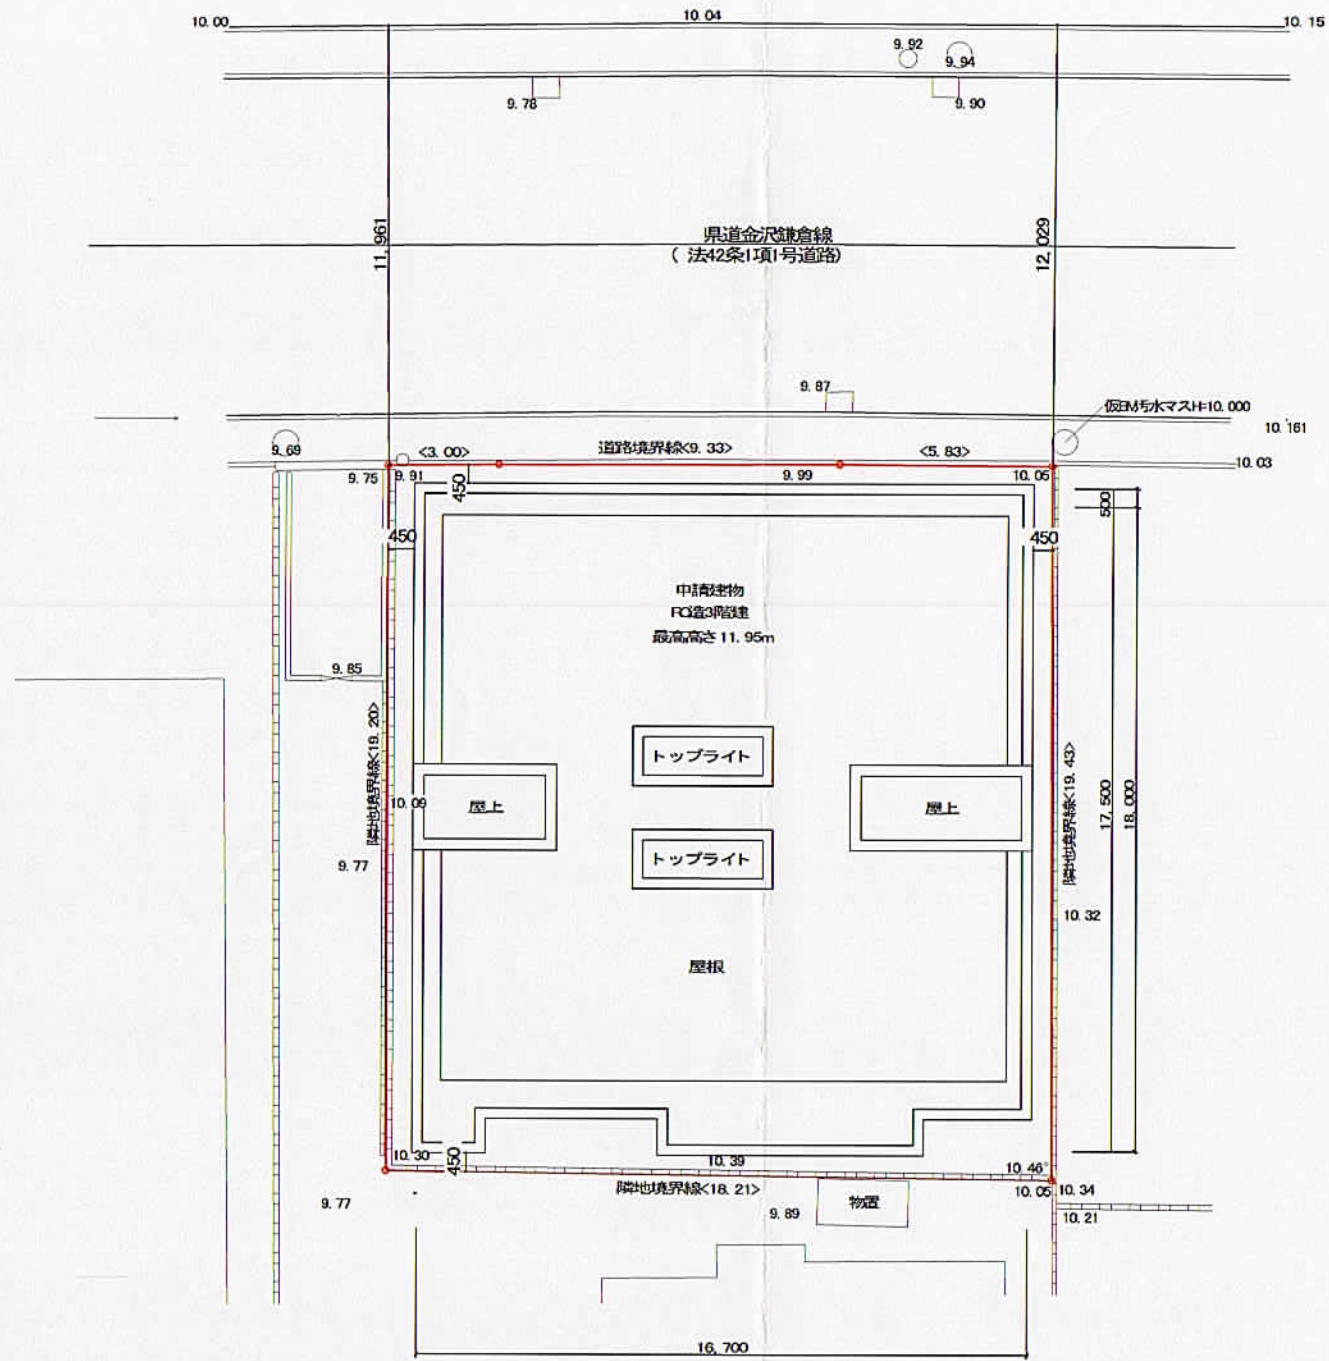 10.00
10.04
10.15
9.92
9.94
9.78
9.90
11,961
12,029
県道金沢鎌倉線
( 法42条1項1号道路)
9.87
仮BM汚水マスH=10.000
10.161
9.69
<3.00>
道路境界線<9.33>
<5.83>
10.03
9.75
9.91
9.99
10.05
450
500
450
450
申請建物
RC造3階建
最高高さ11.95m
9.85
隣地境界線<19.20>
トップライト
隣地境界線<19.43>
10.09
屋上
屋上
17,500
18,000
9.77
トップライト
10.32
屋根
10.30
450
10.39
10.46
隣地境界線<18.21>
10.05
10.34
9.77
9.89
物置
10.21
16,700